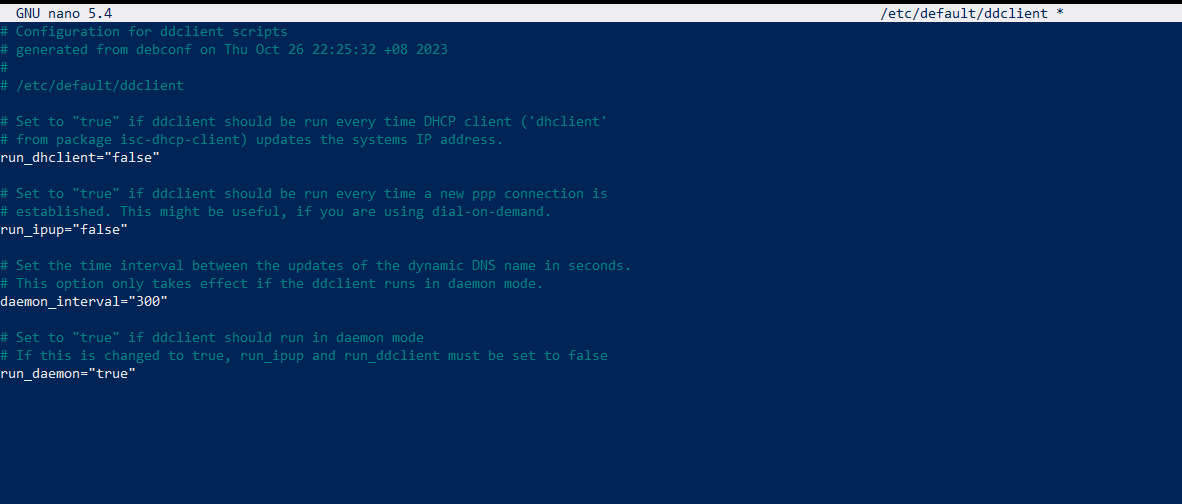 GNU nano 5.4 /etc/default/ddclient *
# Configuration for ddclient scripts
# generated from debconf on Thu Oct 26 22:25:32 +08 2023
#
# /etc/default/ddclient
# Set to "true" if ddclient should be run every time DHCP client ('dhclient'
# from package isc-dhcp-client) updates the systems IP address.
run_dhclient="false"
# Set to "true" if ddclient should be run every time a new ppp connection is
# established. This might be useful, if you are using dial-on-demand.
run_ipup="false"
# Set the time interval between the updates of the dynamic DNS name in seconds.
# This option only takes effect if the ddclient runs in daemon mode.
daemon_interval="300"
# Set to "true" if ddclient should run in daemon mode
# If this is changed to true, run_ipup and run_ddclient must be set to false
run_daemon="true"